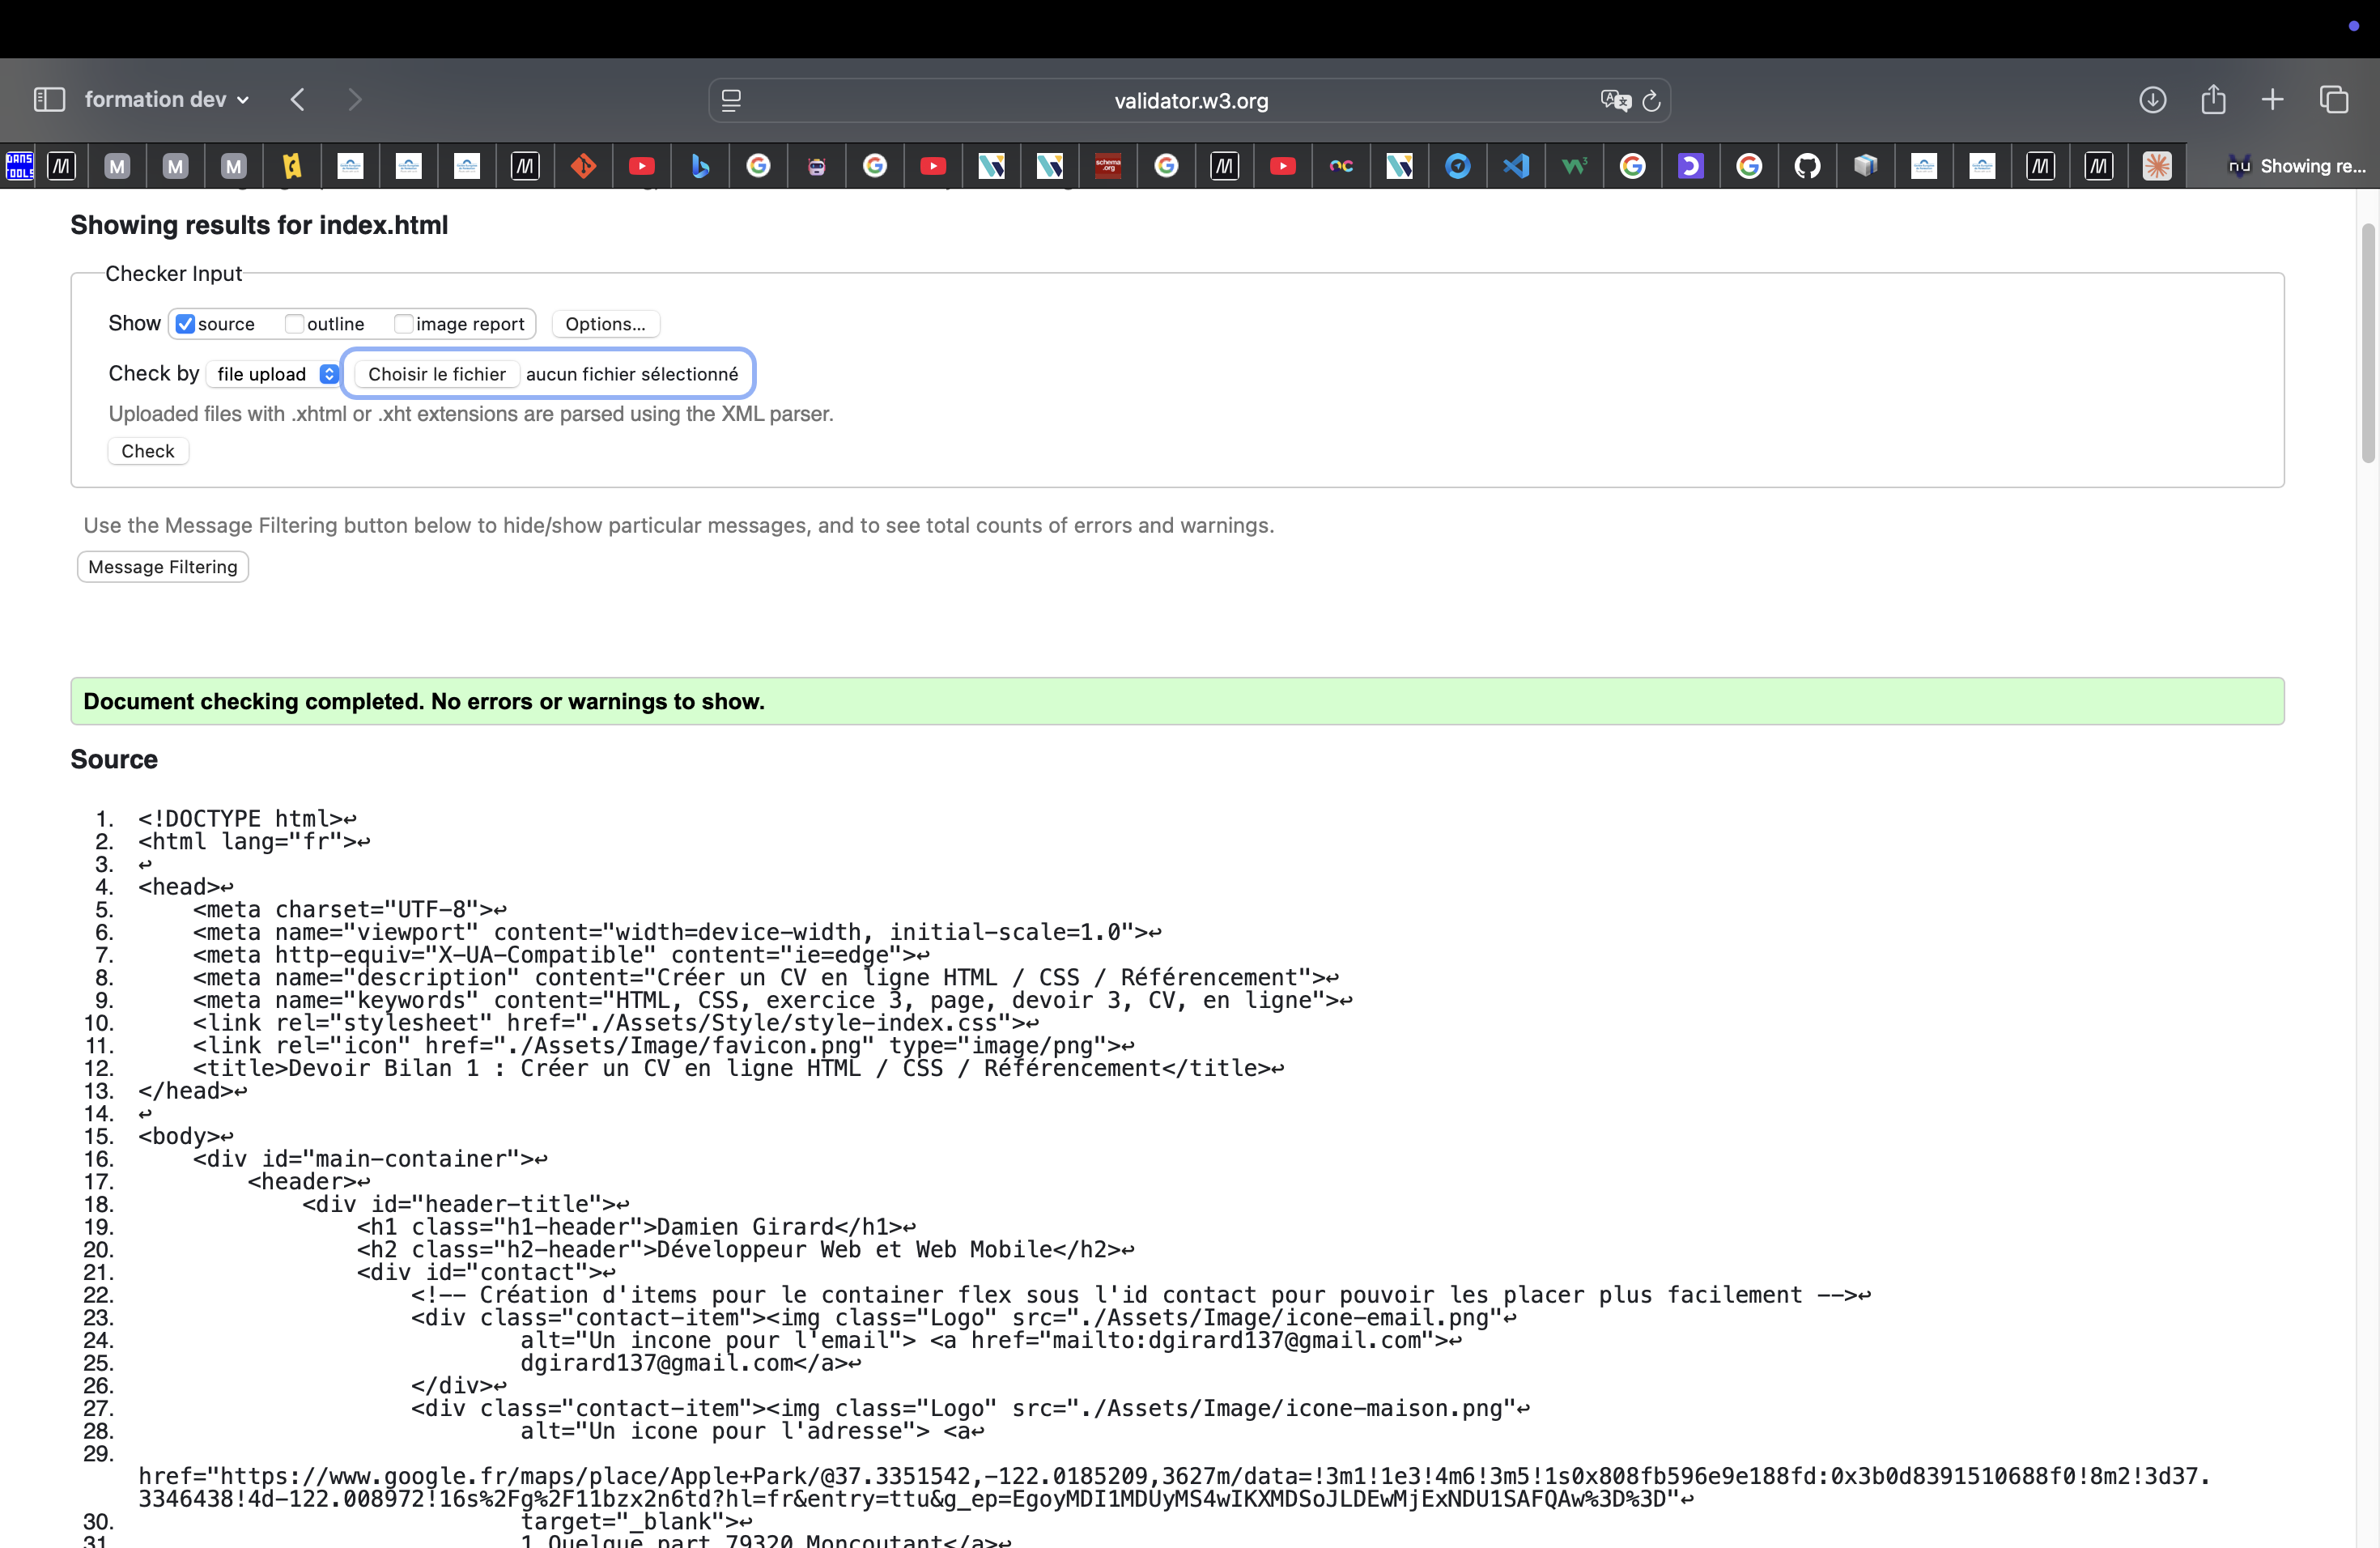 formation dev
validator.w3.org
Showing re...
Showing results for index.html
Checker Input
Show source outline image report Options...
Check by file upload Choisir le fichier aucun fichier sélectionné
Uploaded files with .xhtml or .xht extensions are parsed using the XML parser.
Check
Use the Message Filtering button below to hide/show particular messages, and to see total counts of errors and warnings.
Message Filtering
Document checking completed. No errors or warnings to show.
Source
1. <!DOCTYPE html>↩
2. <html lang="fr">↩
3. ↩
4. <head>↩
5. <meta charset="UTF-8">↩
6. <meta name="viewport" content="width=device-width, initial-scale=1.0">↩
7. <meta http-equiv="X-UA-Compatible" content="ie=edge">↩
8. <meta name="description" content="Créer un CV en ligne HTML / CSS / Référencement">↩
9. <meta name="keywords" content="HTML, CSS, exercice 3, page, devoir 3, CV, en ligne">↩
10. <link rel="stylesheet" href="./Assets/Style/style-index.css">↩
11. <link rel="icon" href="./Assets/Image/favicon.png" type="image/png">↩
12. <title>Devoir Bilan 1 : Créer un CV en ligne HTML / CSS / Référencement</title>↩
13. </head>↩
14. ↩
15. <body>↩
16. <div id="main-container">↩
17. <header>↩
18. <div id="header-title">↩
19. <h1 class="h1-header">Damien Girard</h1>↩
20. <h2 class="h2-header">Développeur Web et Web Mobile</h2>↩
21. <div id="contact">↩
22. <!-- Création d'items pour le container flex sous l'id contact pour pouvoir les placer plus facilement -->↩
23. <div class="contact-item"><img class="Logo" src="./Assets/Image/icone-email.png"↩
24. alt="Un incone pour l'email"> <a href="mailto:dgirard137@gmail.com">↩
25. dgirard137@gmail.com</a>↩
26. </div>↩
27. <div class="contact-item"><img class="Logo" src="./Assets/Image/icone-maison.png"↩
28. alt="Un icone pour l'adresse"> <a↩
29.
href="https://www.google.fr/maps/place/Apple+Park/@37.3351542,-122.0185209,3627m/data=!3m1!1e3!4m6!3m5!1s0x808fb596e9e188fd:0x3b0d8391510688f0!8m2!3d37.
3346438!4d-122.008972!16s%2Fg%2F11bzx2n6td?hl=fr&entry=ttu&g_ep=EgoyMDI1MDUyMS4wIKXMDSoJLDEwMjExNDU1SAFQAw%3D%3D"↩
30. target="_blank">↩
31. 1 Quelque part 79320 Moncoutant</a>↩